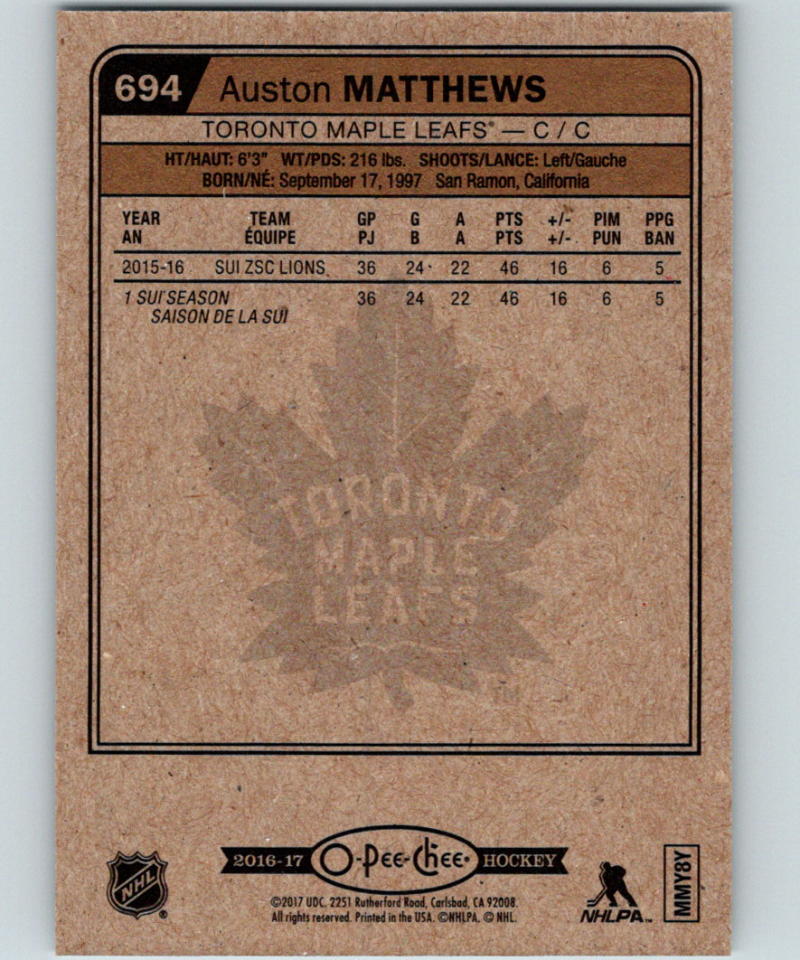 694 Auston MATTHEWS
TORONTO MAPLE LEAFS® — C / C
HT/HAUT: 6'3" WT/PDS: 216 lbs. SHOOTS/LANCE: Left/Gauche
BORN/NÉ: September 17, 1997 San Ramon, California
YEAR TEAM GP G A PTS +/- PIM PPG
AN ÉQUIPE PJ B A PTS +/- PUN BAN
2015-16 SUI ZSC LIONS 36 24 22 46 16 6 5
1 SUI SEASON 36 24 22 46 16 6 5
SAISON DE LA SUI
TORONTO
MAPLE
LEAFS
TM
2016-17 O-Pee-Chee® HOCKEY
©2017 UDC. 2251 Rutherford Road, Carlsbad, CA 92008.
All rights reserved. Printed in the USA. ©NHLPA. © NHL.
NHL®
NHLPA™
MMY8Y